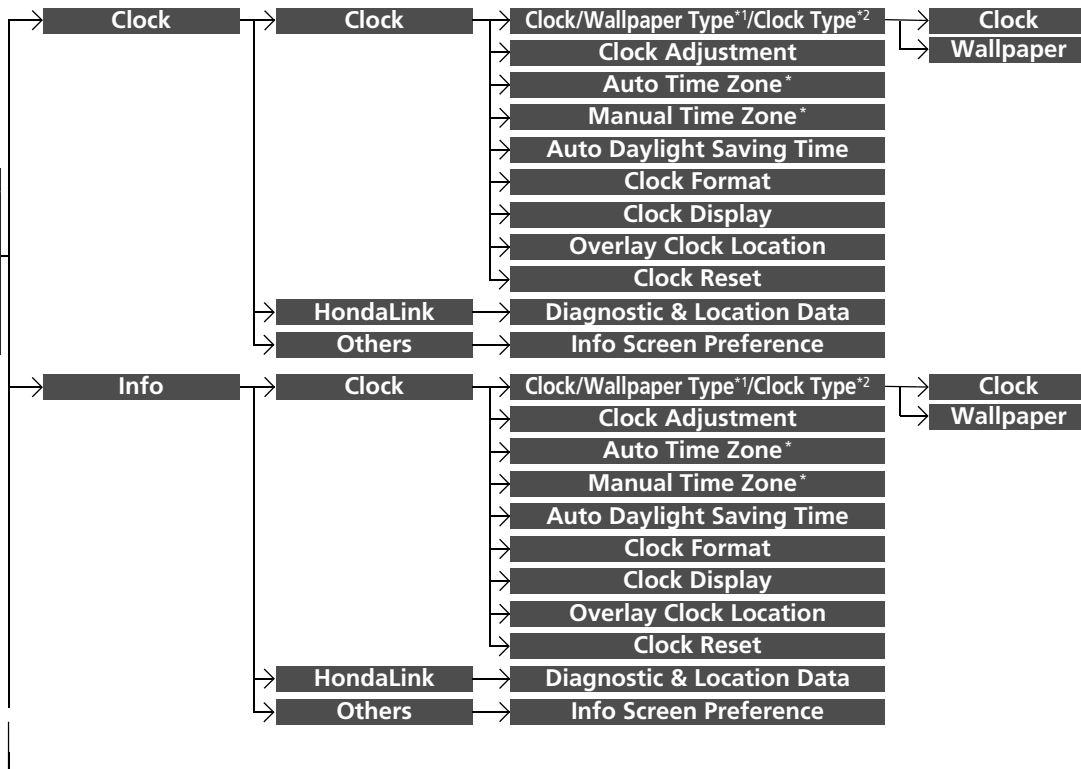 Clock Clock Clock/Wallpaper Type*1/Clock Type*2 Clock
Clock Adjustment Wallpaper
Auto Time Zone*
Manual Time Zone*
Auto Daylight Saving Time
Clock Format
Clock Display
Overlay Clock Location
Clock Reset
HondaLink Diagnostic & Location Data
Others Info Screen Preference
Info Clock Clock/Wallpaper Type*1/Clock Type*2 Clock
Clock Adjustment Wallpaper
Auto Time Zone*
Manual Time Zone*
Auto Daylight Saving Time
Clock Format
Clock Display
Overlay Clock Location
Clock Reset
HondaLink Diagnostic & Location Data
Others Info Screen Preference